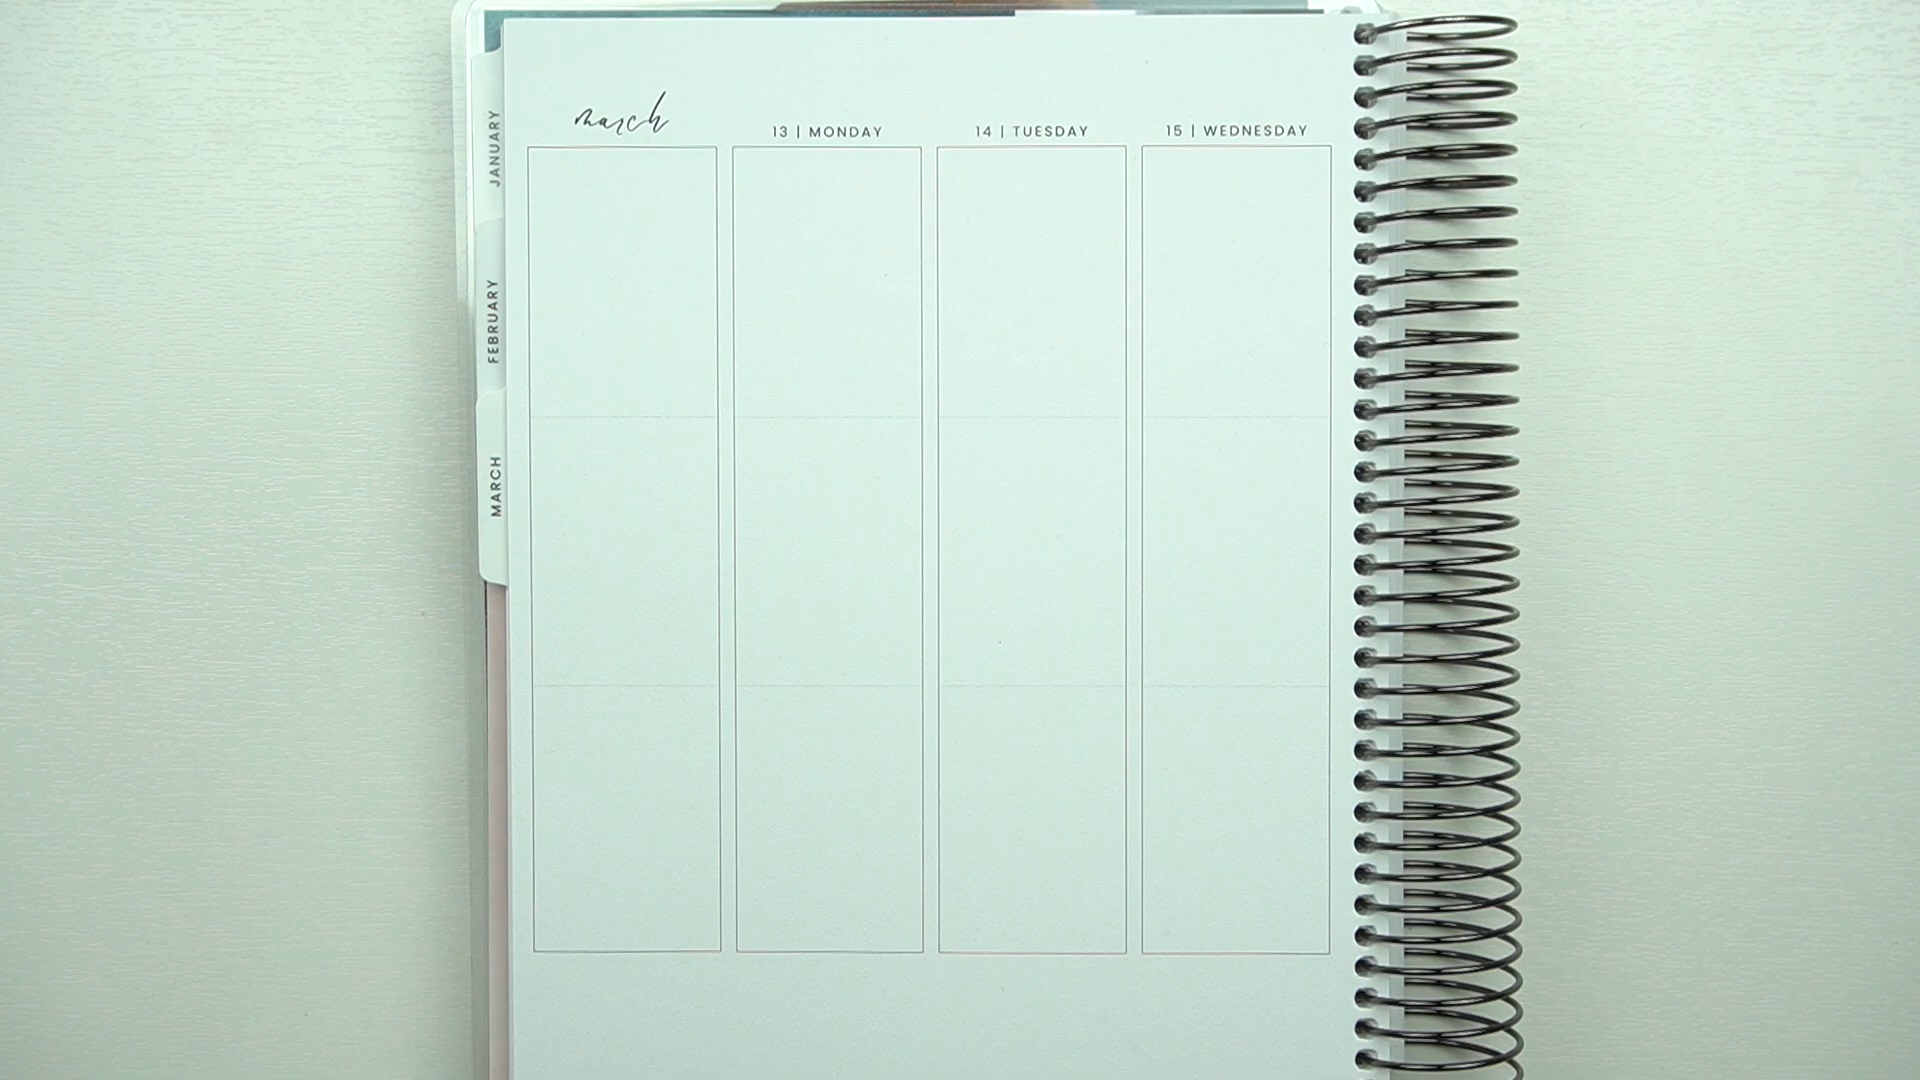 march
13 | MONDAY
14 | TUESDAY
15 | WEDNESDAY
JANUARY
FEBRUARY
MARCH